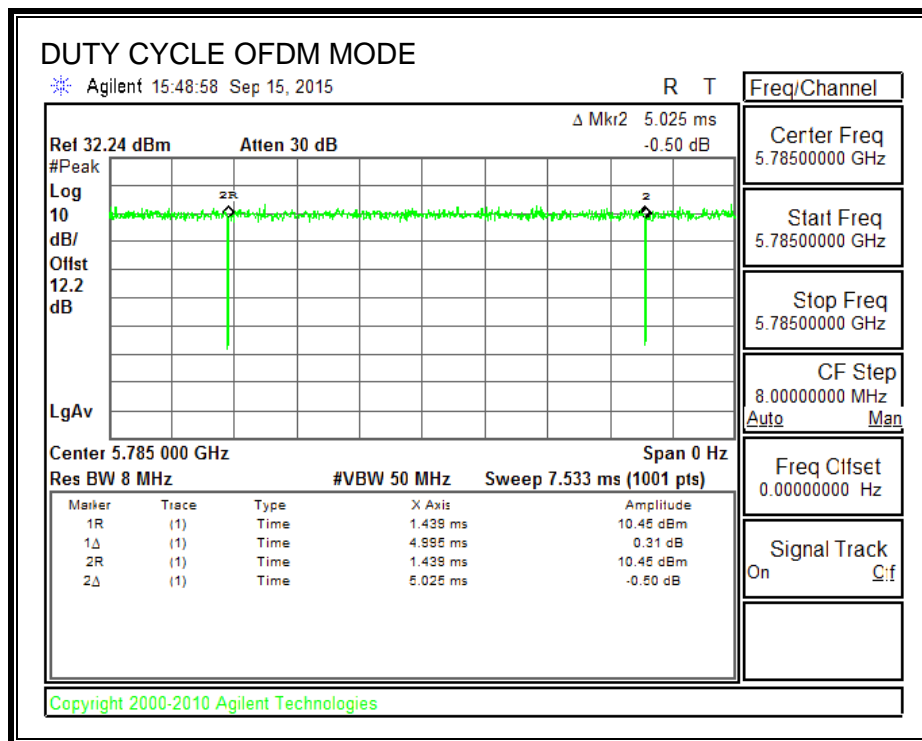 DUTY CYCLE OFDM MODE
Agilent 15:48:58 Sep 15, 2015 R T
Δ Mkr2 5.025 ms
Ref 32.24 dBm Atten 30 dB -0.50 dB
#Peak
Log
10
dB/
Offst
12.2
dB
LgAv
2R
2
Center 5.785 000 GHz Span 0 Hz
Res BW 8 MHz #VBW 50 MHz Sweep 7.533 ms (1001 pts)
Marker Trace Type X Axis Amplitude
1R (1) Time 1.439 ms 10.45 dBm
1Δ (1) Time 4.995 ms 0.31 dB
2R (1) Time 1.439 ms 10.45 dBm
2Δ (1) Time 5.025 ms -0.50 dB
Copyright 2000-2010 Agilent Technologies
Freq/Channel
Center Freq
5.78500000 GHz
Start Freq
5.78500000 GHz
Stop Freq
5.78500000 GHz
CF Step
8.00000000 MHz
Auto Man
Freq Offset
0.00000000 Hz
Signal Track
On Off